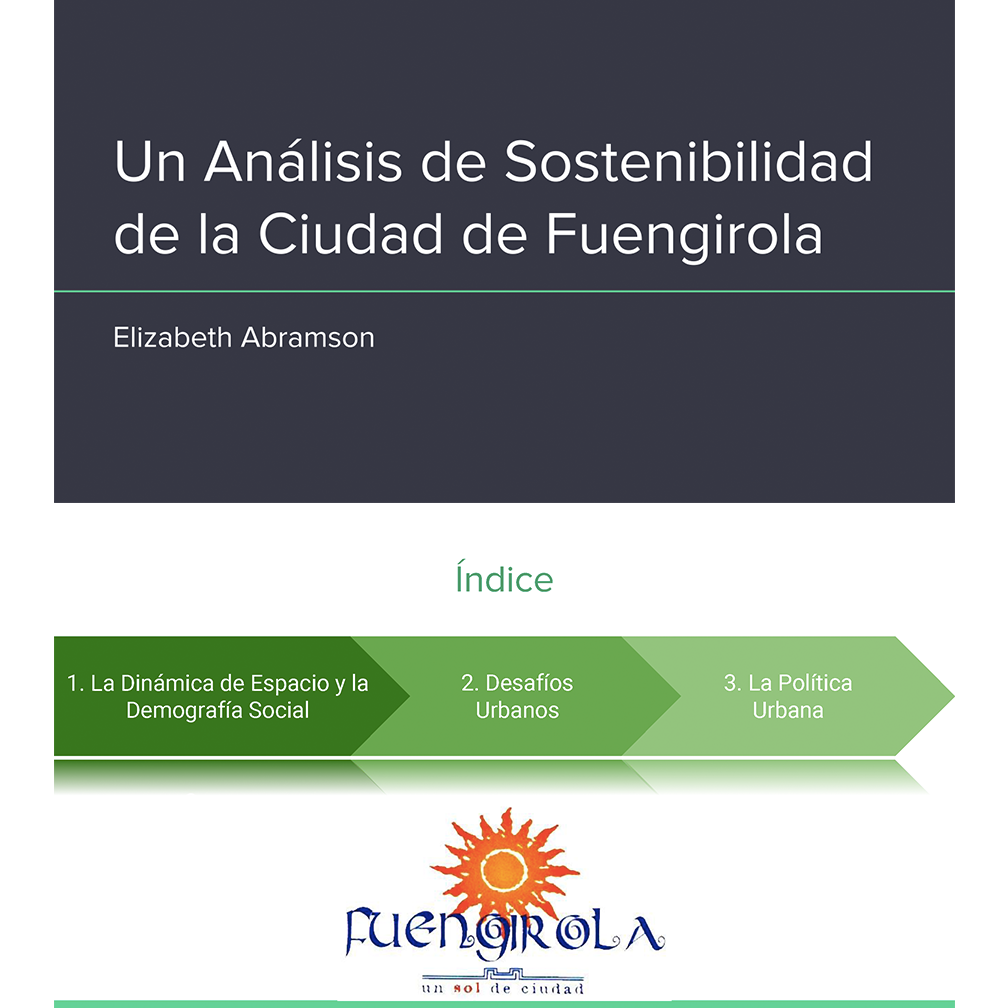 Un Análisis de Sostenibilidad
de la Ciudad de Fuengirola
Elizabeth Abramson
Índice
1. La Dinámica de Espacio y la
Demografía Social
2. Desafíos
Urbanos
3. La Política
Urbana
FUENGIROLA
un sol de ciudad